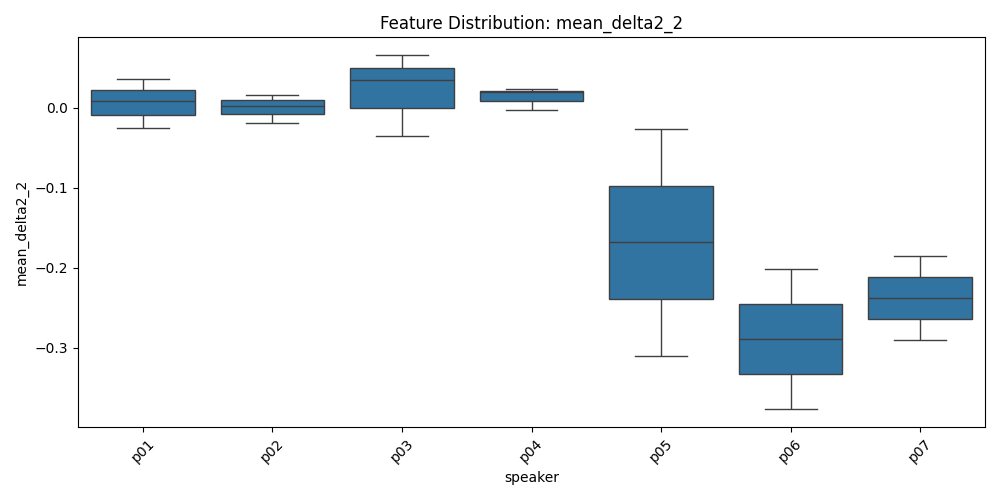 Feature Distribution: mean_delta2_2
mean_delta2_2
0.0
−0.1
−0.2
−0.3
p01
p02
p03
p04
p05
p06
p07
speaker